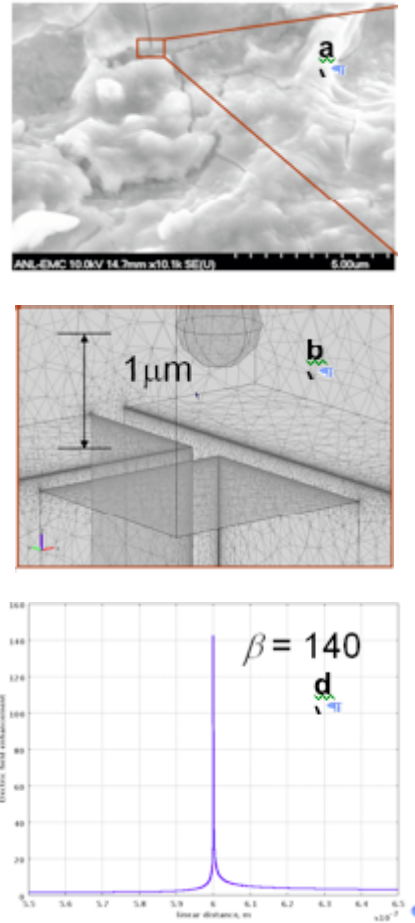 a
ANL-EMC 10.0kV 14.7mm x10.1k SE(U)
5.00um
b
1μm
β = 140
d
Electric field enhancement
160
140
120
100
80
60
40
20
0
5.5
5.6
5.7
5.8
5.9
6
6.1
6.2
6.3
6.4
6.5
×10⁻⁷
linear distance, m